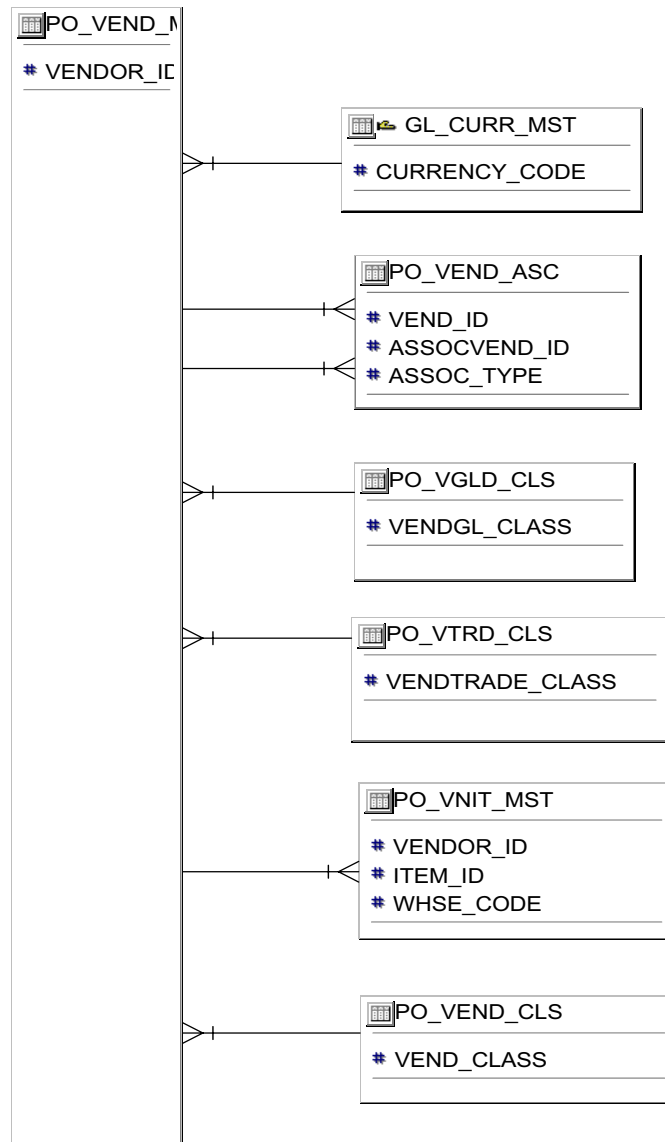 PO_VEND_M
# VENDOR_ID
GL_CURR_MST
# CURRENCY_CODE
PO_VEND_ASC
# VEND_ID
# ASSOCVEND_ID
# ASSOC_TYPE
PO_VGLD_CLS
# VENDGL_CLASS
PO_VTRD_CLS
# VENDTRADE_CLASS
PO_VNIT_MST
# VENDOR_ID
# ITEM_ID
# WHSE_CODE
PO_VEND_CLS
# VEND_CLASS